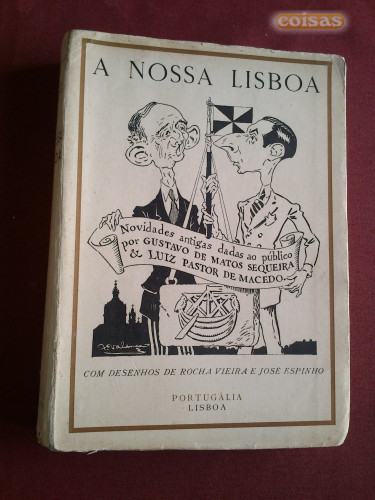 coisas
A NOSSA LISBOA
Novidades antigas dadas ao público
por GUSTAVO DE MATOS SEQUEIRA
& LUIZ PASTOR DE MACEDO
COM DESENHOS DE ROCHA VIEIRA E JOSÉ ESPINHO
PORTUGÁLIA
LISBOA